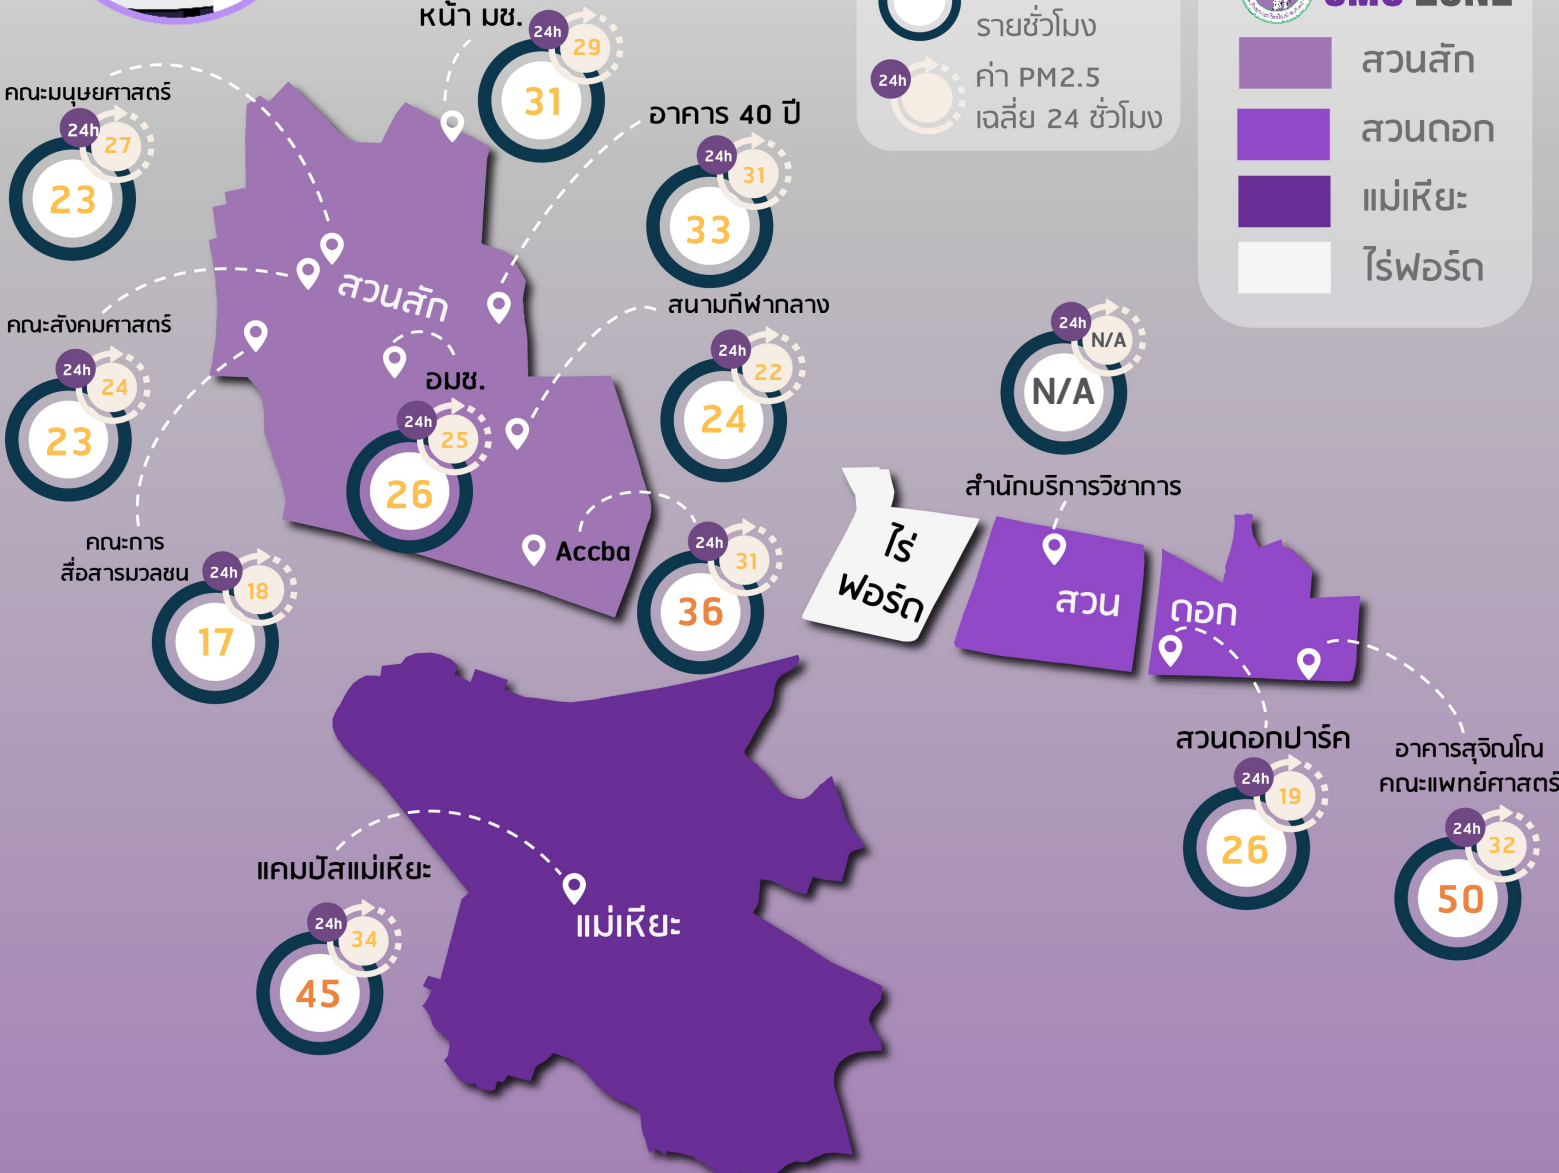 หน้า มช.
24h
29
31
รายชั่วโมง
24h
ค่า PM2.5
เฉลี่ย 24 ชั่วโมง
CMU ZONE
สวนสัก
สวนดอก
แม่เหียะ
ไร่ฟอร์ด
คณะมนุษยศาสตร์
24h
27
23
อาคาร 40 ปี
24h
31
33
สวนสัก
คณะสังคมศาสตร์
24h
24
23
สนามกีฬากลาง
24h
22
24
อมช.
24h
25
26
24h
N/A
N/A
สำนักบริการวิชาการ
คณะการ
สื่อสารมวลชน
24h
18
17
Accba
24h
31
36
ไร่
ฟอร์ด
สวน
ดอก
สวนดอกปาร์ค
24h
19
26
อาคารสุจิณโณ
คณะแพทย์ศาสตร์
24h
32
50
แคมปัสแม่เหียะ
24h
34
45
แม่เหียะ